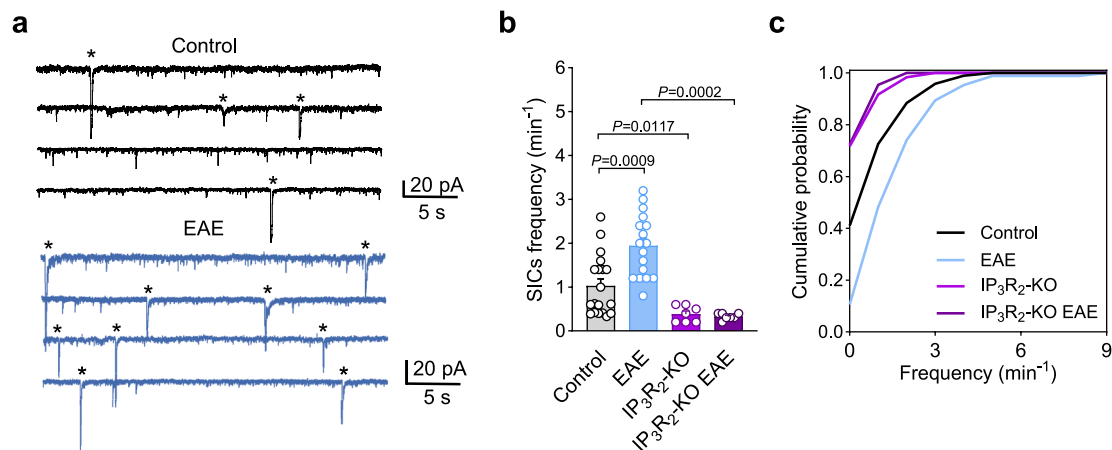 a
*
Control
*
*
*
20 pA
5 s
EAE
*
*
*
*
*
*
*
*
*
20 pA
5 s
b
SICs frequency (min⁻¹)
6
5
4
3
2
1
0
P=0.0002
P=0.0117
P=0.0009
Control
EAE
IP₃R₂-KO
IP₃R₂-KO EAE
c
Cumulative probability
1.0
0.8
0.6
0.4
0.2
0.0
Control
EAE
IP₃R₂-KO
IP₃R₂-KO EAE
0 3 6 9
Frequency (min⁻¹)